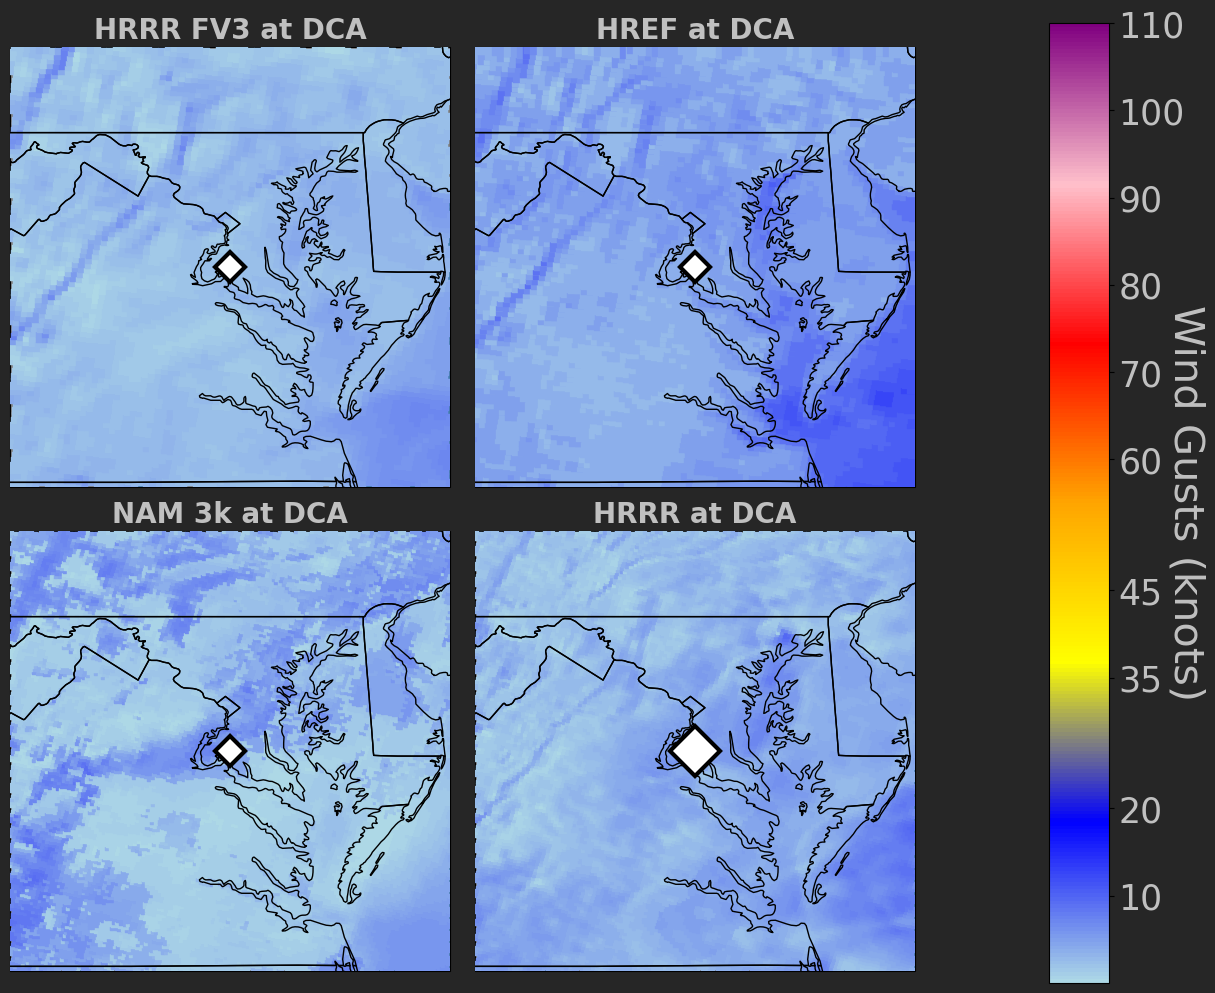 HRRR FV3 at DCA
HREF at DCA
NAM 3k at DCA
HRRR at DCA
110
100
90
80
70
60
45
35
20
10
Wind Gusts (knots)